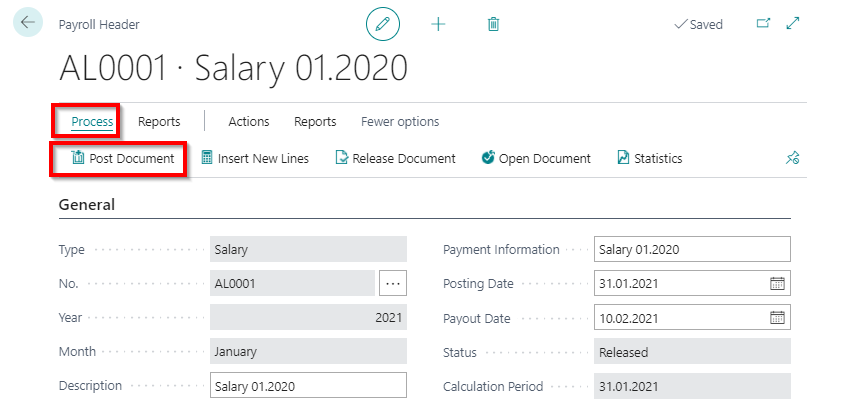 Payroll Header
Saved
AL0001 · Salary 01.2020
Process Reports Actions Reports Fewer options
Post Document Insert New Lines Release Document Open Document Statistics
General
Type Salary Payment Information Salary 01.2020
No. AL0001 ... Posting Date 31.01.2021
Year 2021 Payout Date 10.02.2021
Month January Status Released
Description Salary 01.2020 Calculation Period 31.01.2021